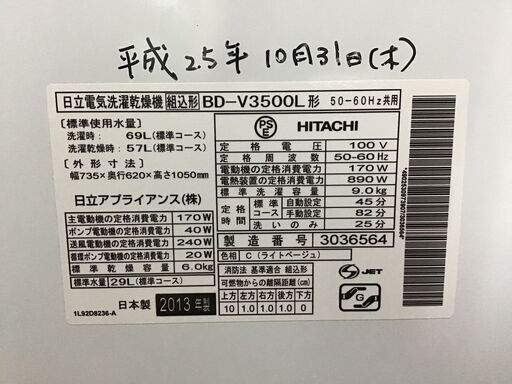 平成25年 10月31日(木)
日立電気洗濯乾燥機 組込形 BD-V3500L形 50-60Hz共用
[標準使用水量]
洗濯時: 69L(標準コース)
洗濯乾燥時: 57L(標準コース)
[外形寸法]
幅735×奥行620×高さ1050mm
日立アプライアンス(株)
主電動機の定格消費電力 170W
ポンプ電動機の定格消費電力 40W
送風電動機の定格消費電力 240W
循環ポンプ電動機の定格消費電力 20W
標準乾燥容量 6.0kg
標準水量 29L(標準コース)
日本製 2013年製
1L92D8236-A
PSE HITACHI
定格電圧 100V
定格周波数 50-60Hz
電動機の定格消費電力 170W
電熱装置の定格消費電力 890W
標準洗濯容量 9.0kg
定格時間 標準コース 自動設定 45分
手動設定 82分
洗いのみ 25分
製造番号 3036564
色相 C(ライトベージュ)
消防法 基準適合 組込形
可燃物からの離隔距離(cm)
上方 左方 右方 前方 後方 下方
10 1.0 1.0 0 1.0 0
JET
G